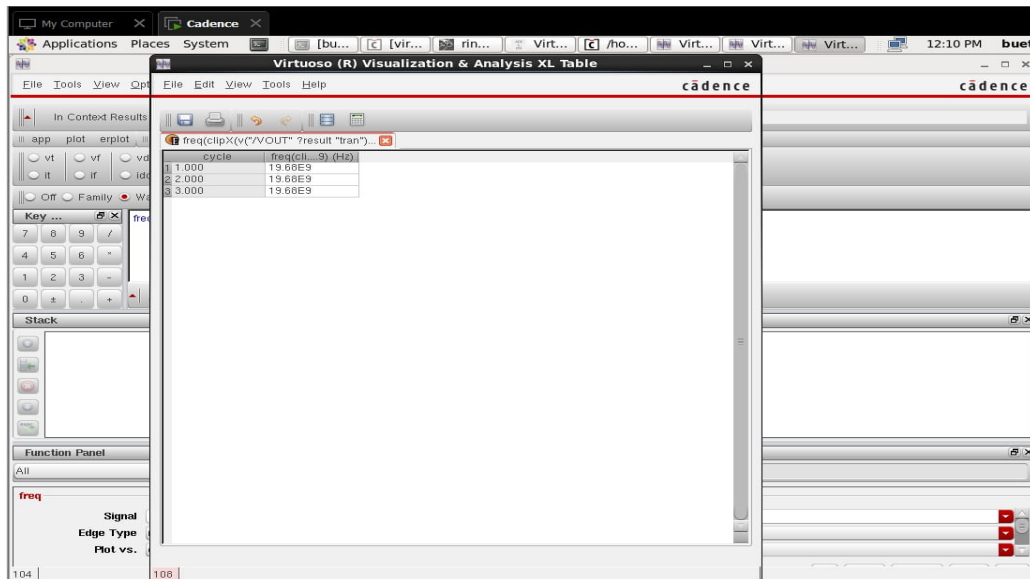 My Computer
Cadence
Applications Places System
[bu...
[vir...
rin...
Virt...
/ho...
Virt...
Virt...
Virt...
12:10 PM
buet
Virtuoso (R) Visualization & Analysis XL Table
File Tools View Opt
File Edit View Tools Help
cādence
cādence
In Context Results
app plot erplot
freq(clipX(v("/VOUT" ?result "tran")...
vt vf vd
it if idc
cycle freq(cli....9) (Hz)
1 1.000 19.68E9
2 2.000 19.68E9
3 3.000 19.68E9
Off Family Wa
Key ...
freq
7 8 9 /
4 5 6 *
1 2 3 -
0 ± . +
Stack
Function Panel
All
freq
Signal
Edge Type
Plot vs.
104
108